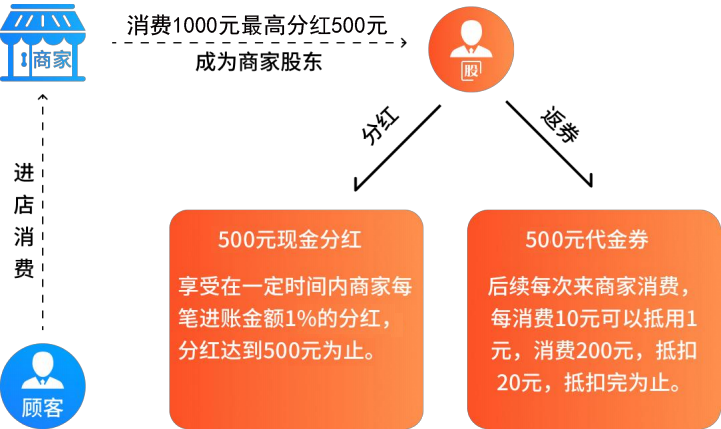 商家
消费1000元最高分红500元
成为商家股东
股
分红
返券
进店消费
500元现金分红
享受在一定时间内商家每
笔进账金额1%的分红，
分红达到500元为止。
500元代金券
后续每次来商家消费，
每消费10元可以抵用1
元，消费200元，抵扣
20元，抵扣完为止。
顾客